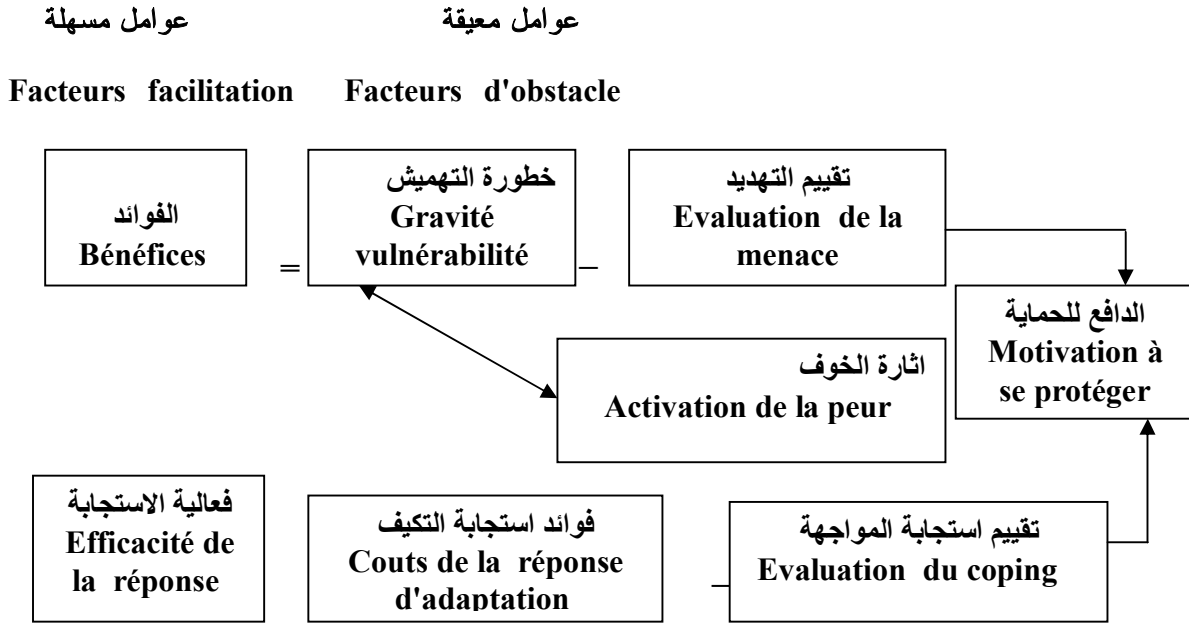 عوامل مسهلة
عوامل معيقة
Facteurs facilitation
Facteurs d'obstacle
الفوائد
Bénéfices
=
خطورة التهميش
Gravité
vulnérabilité
–
تقييم التهديد
Evaluation de la
menace
الدافع للحماية
Motivation à
se protéger
اثارة الخوف
Activation de la peur
فعالية الاستجابة
Efficacité de
la réponse
فوائد استجابة التكيف
Couts de la réponse
d'adaptation
–
تقييم استجابة المواجهة
Evaluation du coping